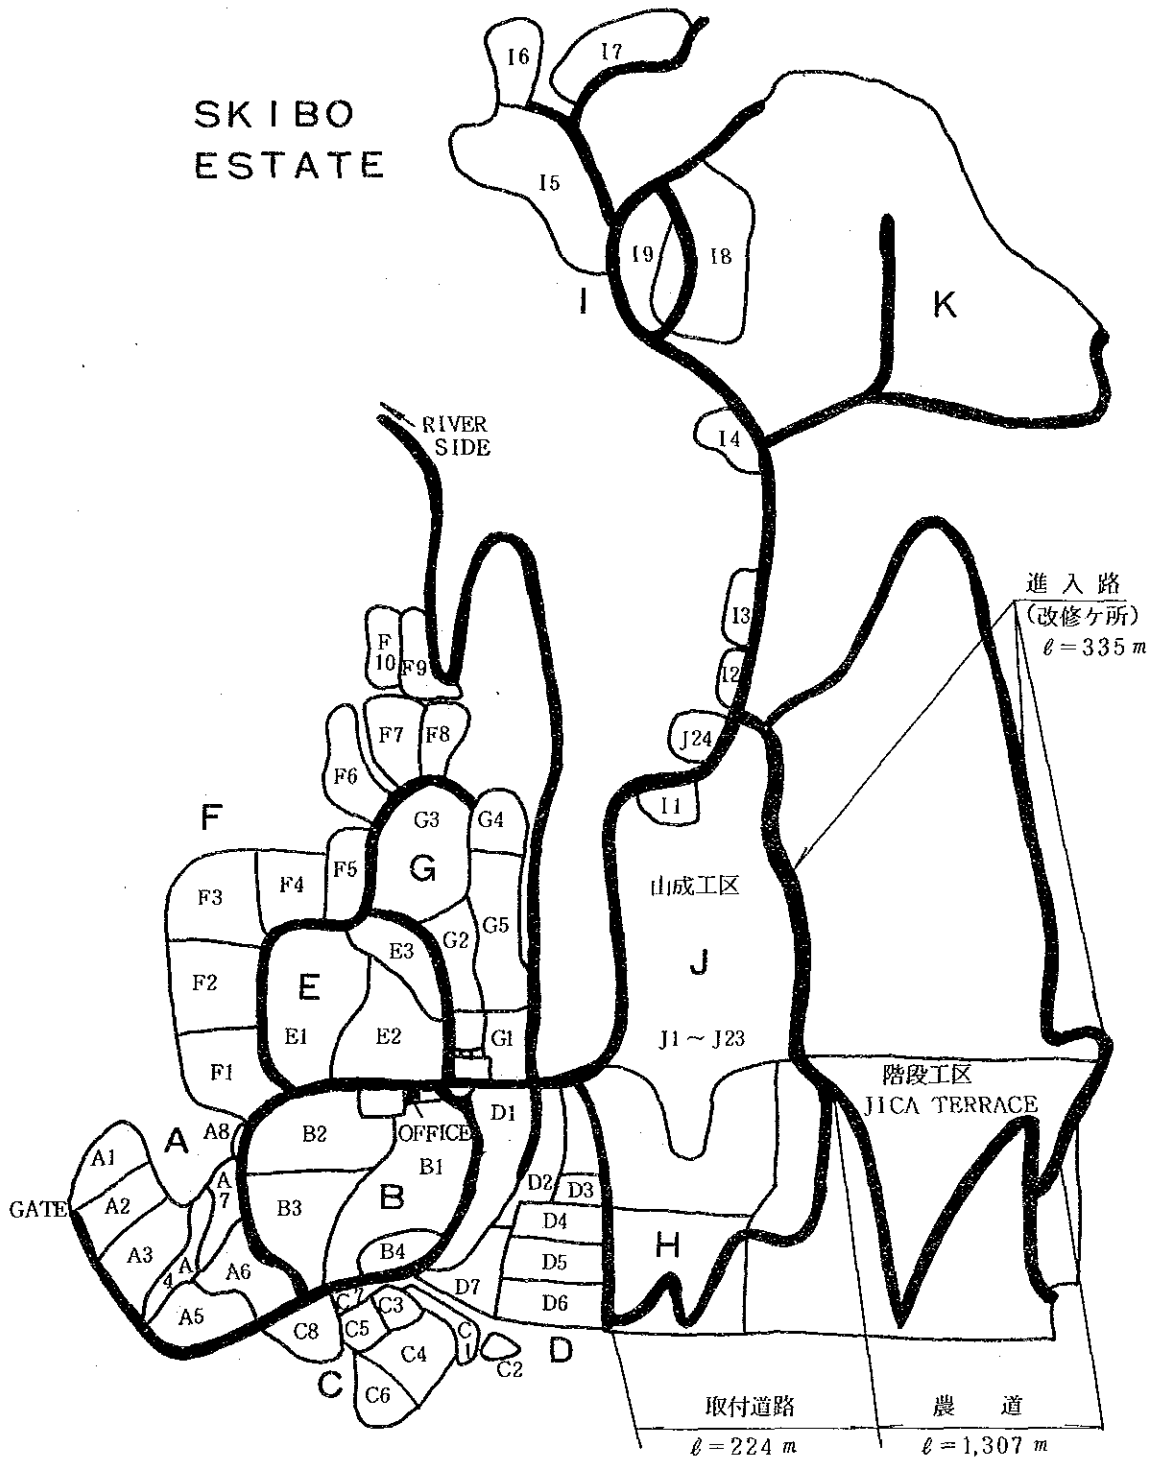 SKIBO
ESTATE
I6
I7
I5
I9
I8
I
K
I4
RIVER
SIDE
進入路
(改修ケ所)
ℓ=335 m
I3
I2
F
10
F9
F7
F8
J24
F6
I1
F
G3
G4
G
F5
F4
F3
山成工区
G5
G2
E3
J
F2
E
E1
E2
J1～J23
G1
F1
階段工区
JICA TERRACE
D1
OFFICE
A8
A
B2
B1
A1
A
7
D2
D3
GATE
A2
B3
B
D4
H
A3
B4
D5
A
4
A6
D7
D6
A5
C7
C3
C8
C5
C
1
C4
C2
D
C
C6
取付道路
農道
ℓ=224 m
ℓ=1,307 m